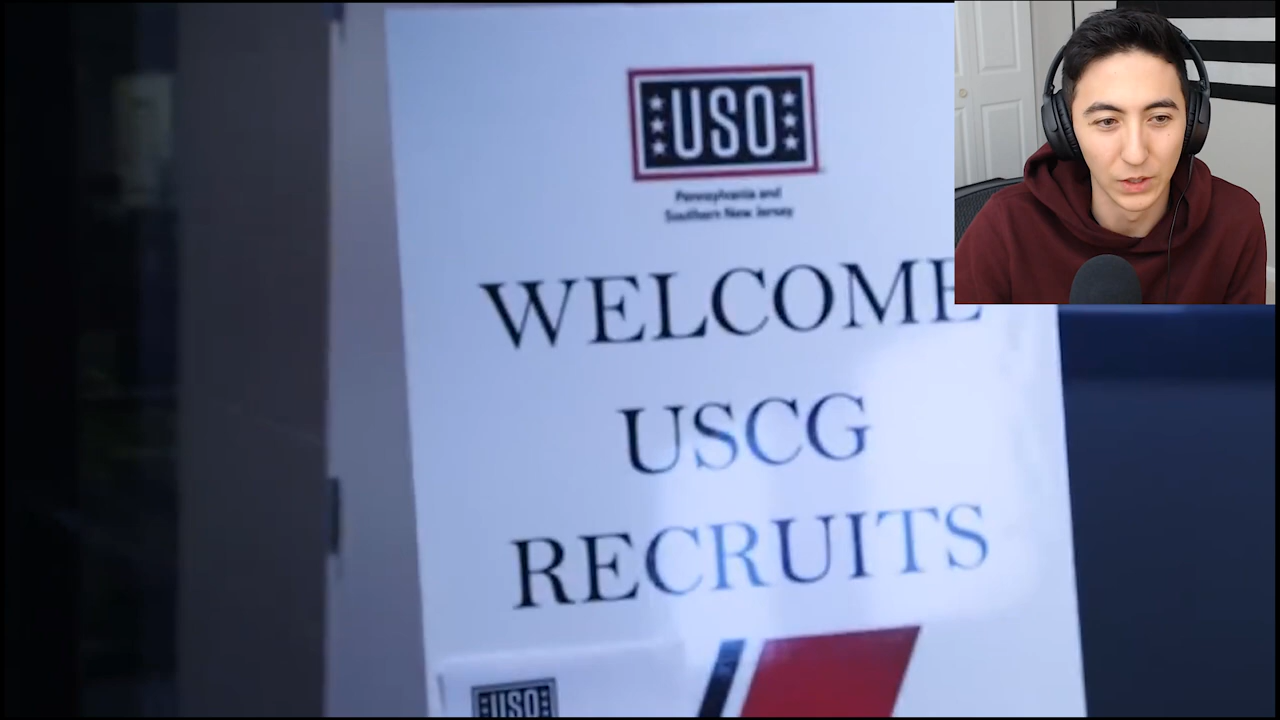 USO
Pennsylvania and
Southern New Jersey
WELCOME
USCG
RECRUITS
USO